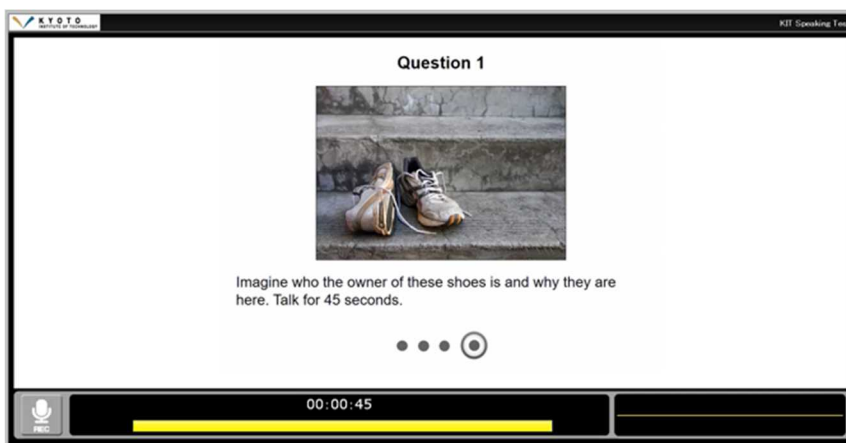 KYOTO
INSTITUTE OF TECHNOLOGY
KIT Speaking Tes
Question 1
Imagine who the owner of these shoes is and why they are
here. Talk for 45 seconds.
00:00:45
REC